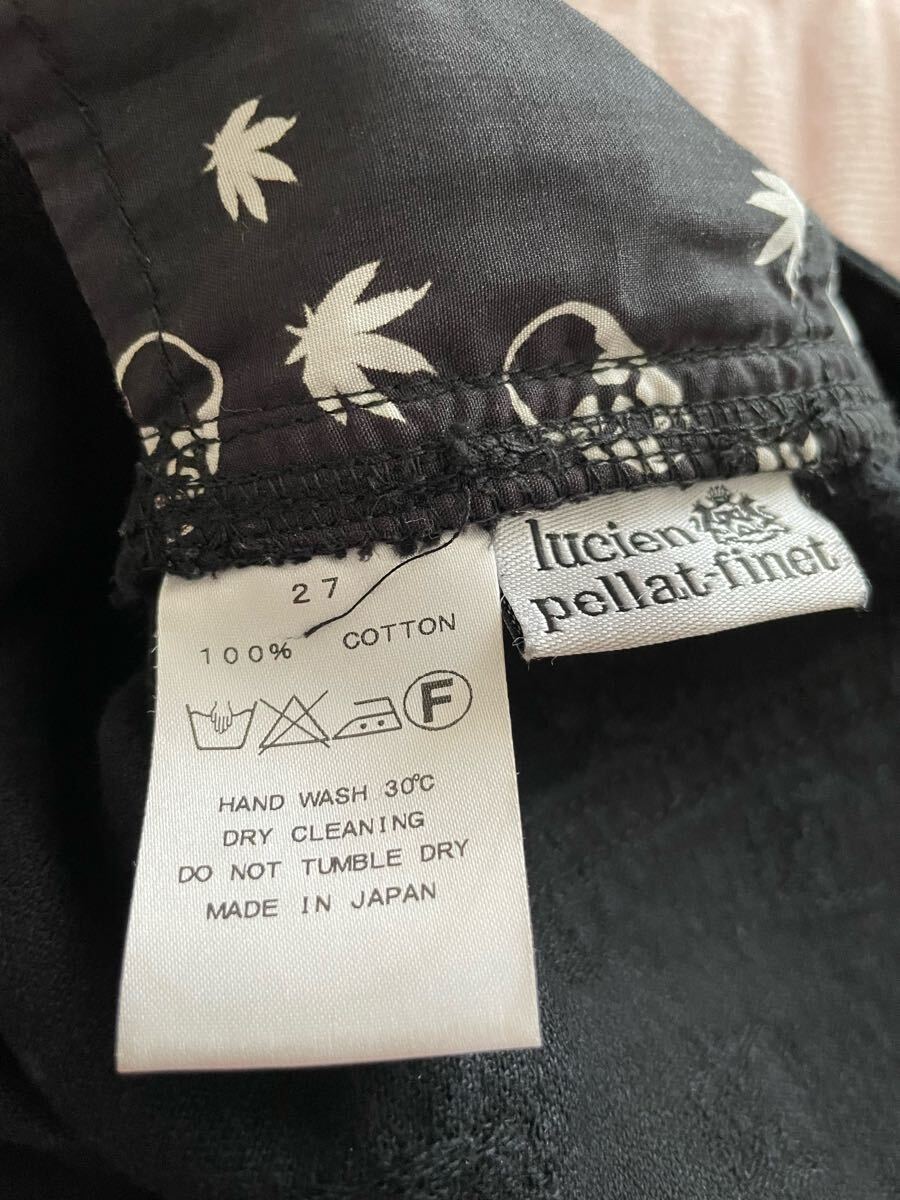 lucien
pellat-finet
27
100% COTTON
F
HAND WASH 30℃
DRY CLEANING
DO NOT TUMBLE DRY
MADE IN JAPAN